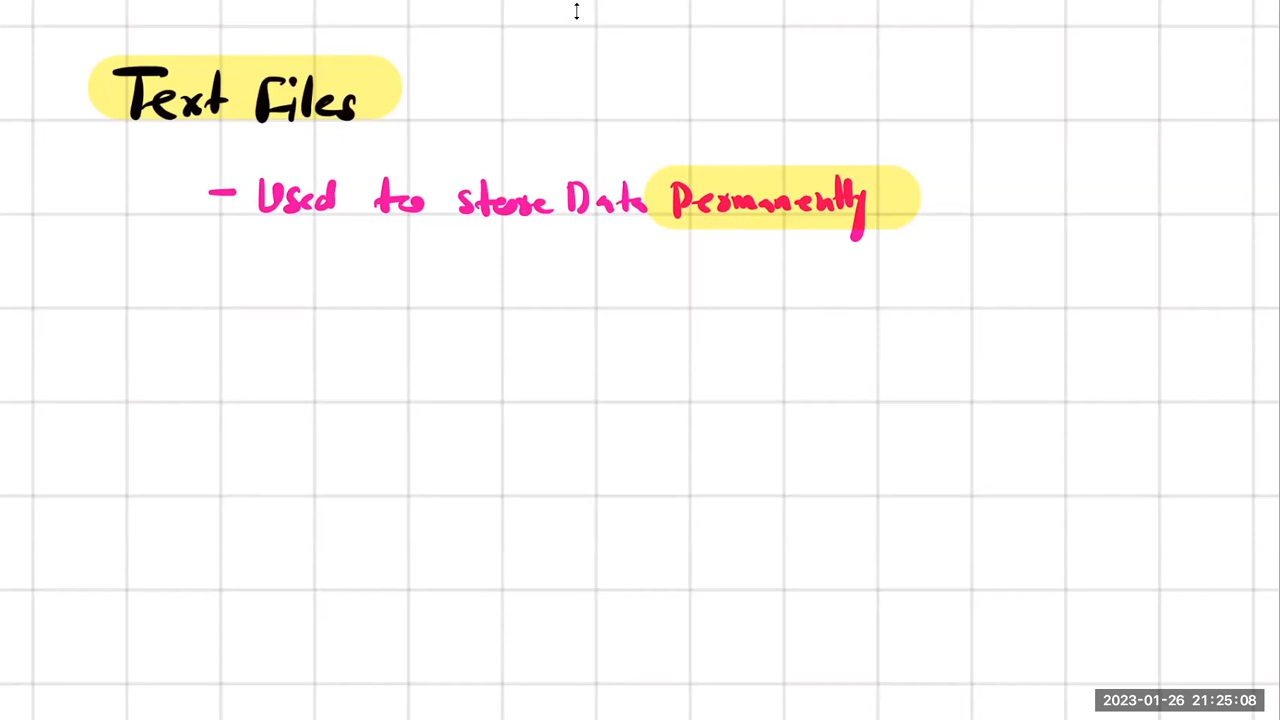 Text Files
- Used to store Data Permanently
2023-01-26 21:25:08